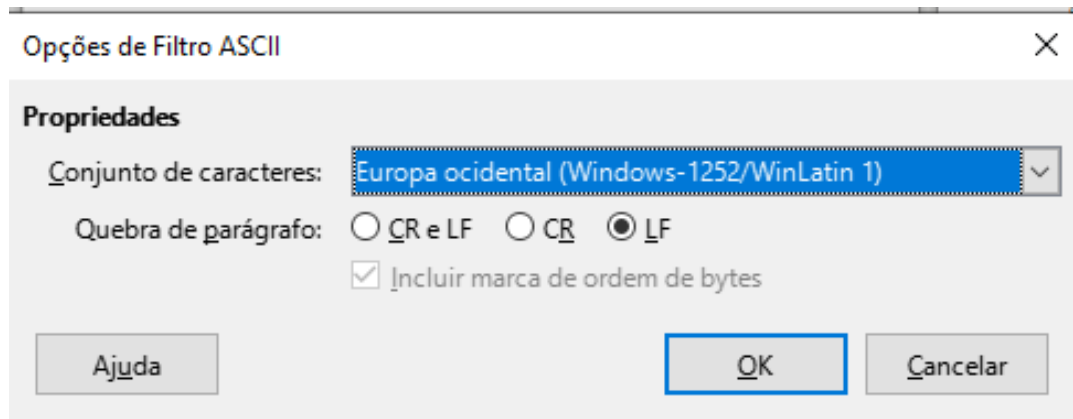 Opções de Filtro ASCII
Propriedades
Conjunto de caracteres: Europa ocidental (Windows-1252/WinLatin 1)
Quebra de parágrafo: CR e LF CR LF
Incluir marca de ordem de bytes
Ajuda OK Cancelar